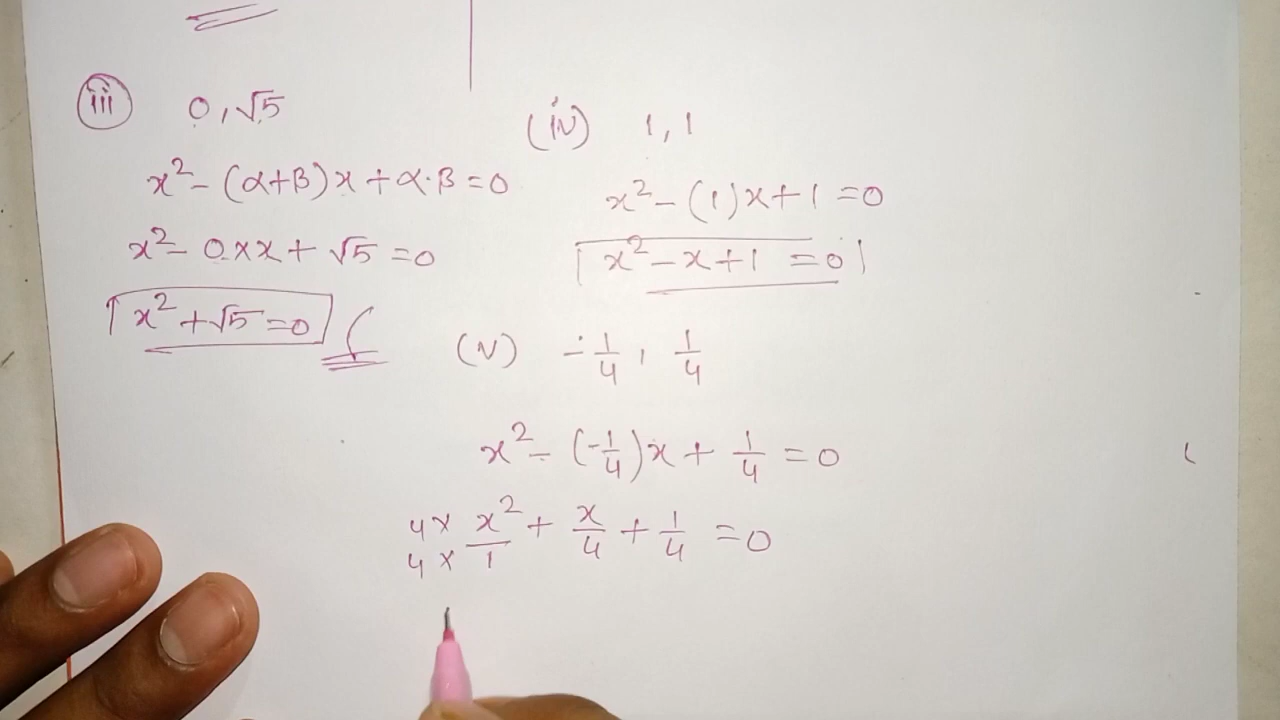 (iii) 0, √5
x² - (α+β)x + α·β = 0
x² - 0×x + √5 = 0
x² + √5 = 0
(iv) 1, 1
x² - (1)x + 1 = 0
x² - x + 1 = 0
(v) -1/4, 1/4
x² - (-1/4)x + 1/4 = 0
4×/4× x²/1 + x/4 + 1/4 = 0